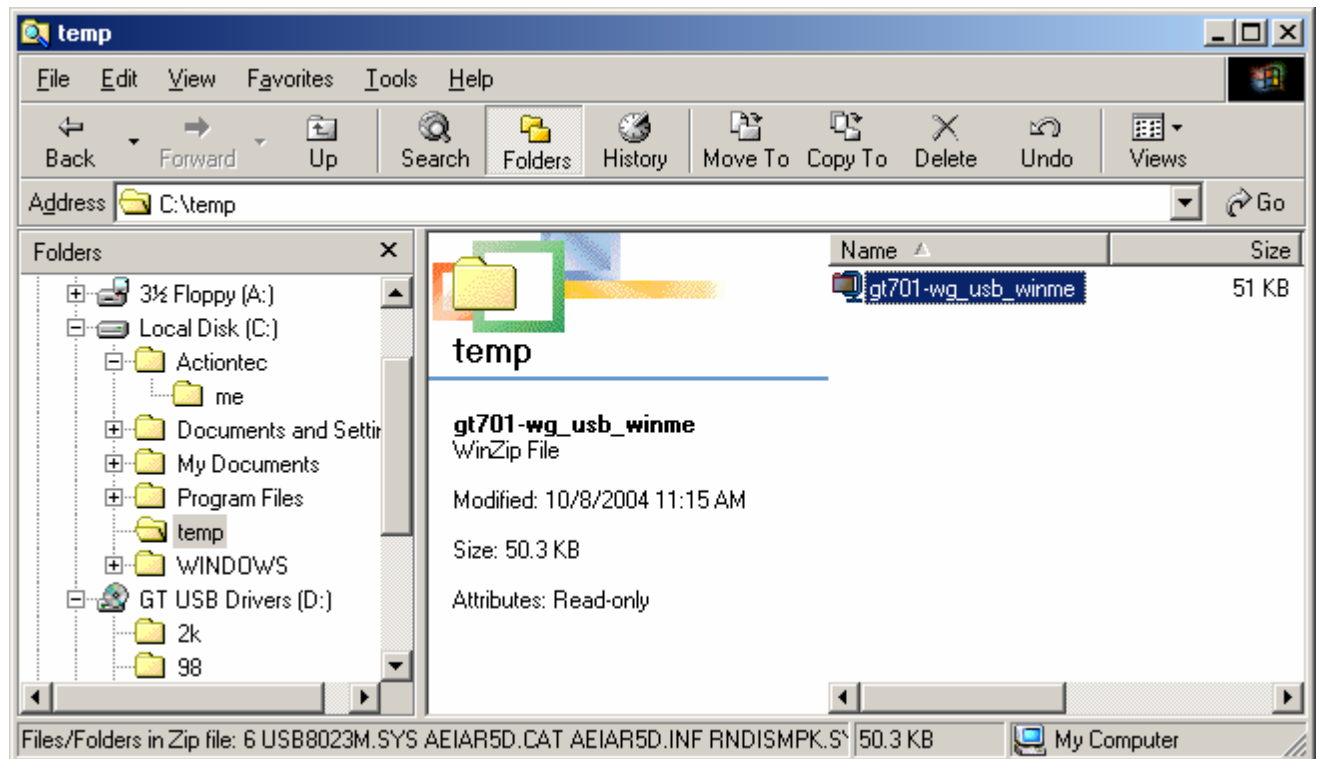 temp
File Edit View Favorites Tools Help
Back Forward Up Search Folders History Move To Copy To Delete Undo Views
Address C:\temp Go
Folders
3½ Floppy (A:)
Local Disk (C:)
Actiontec
me
Documents and Settin
My Documents
Program Files
temp
WINDOWS
GT USB Drivers (D:)
2k
98
temp
gt701-wg_usb_winme
WinZip File
Modified: 10/8/2004 11:15 AM
Size: 50.3 KB
Attributes: Read-only
Name Size
gt701-wg_usb_winme 51 KB
Files/Folders in Zip file: 6 USB8023M.SYS AEIAR5D.CAT AEIAR5D.INF RNDISMPK.SY 50.3 KB My Computer